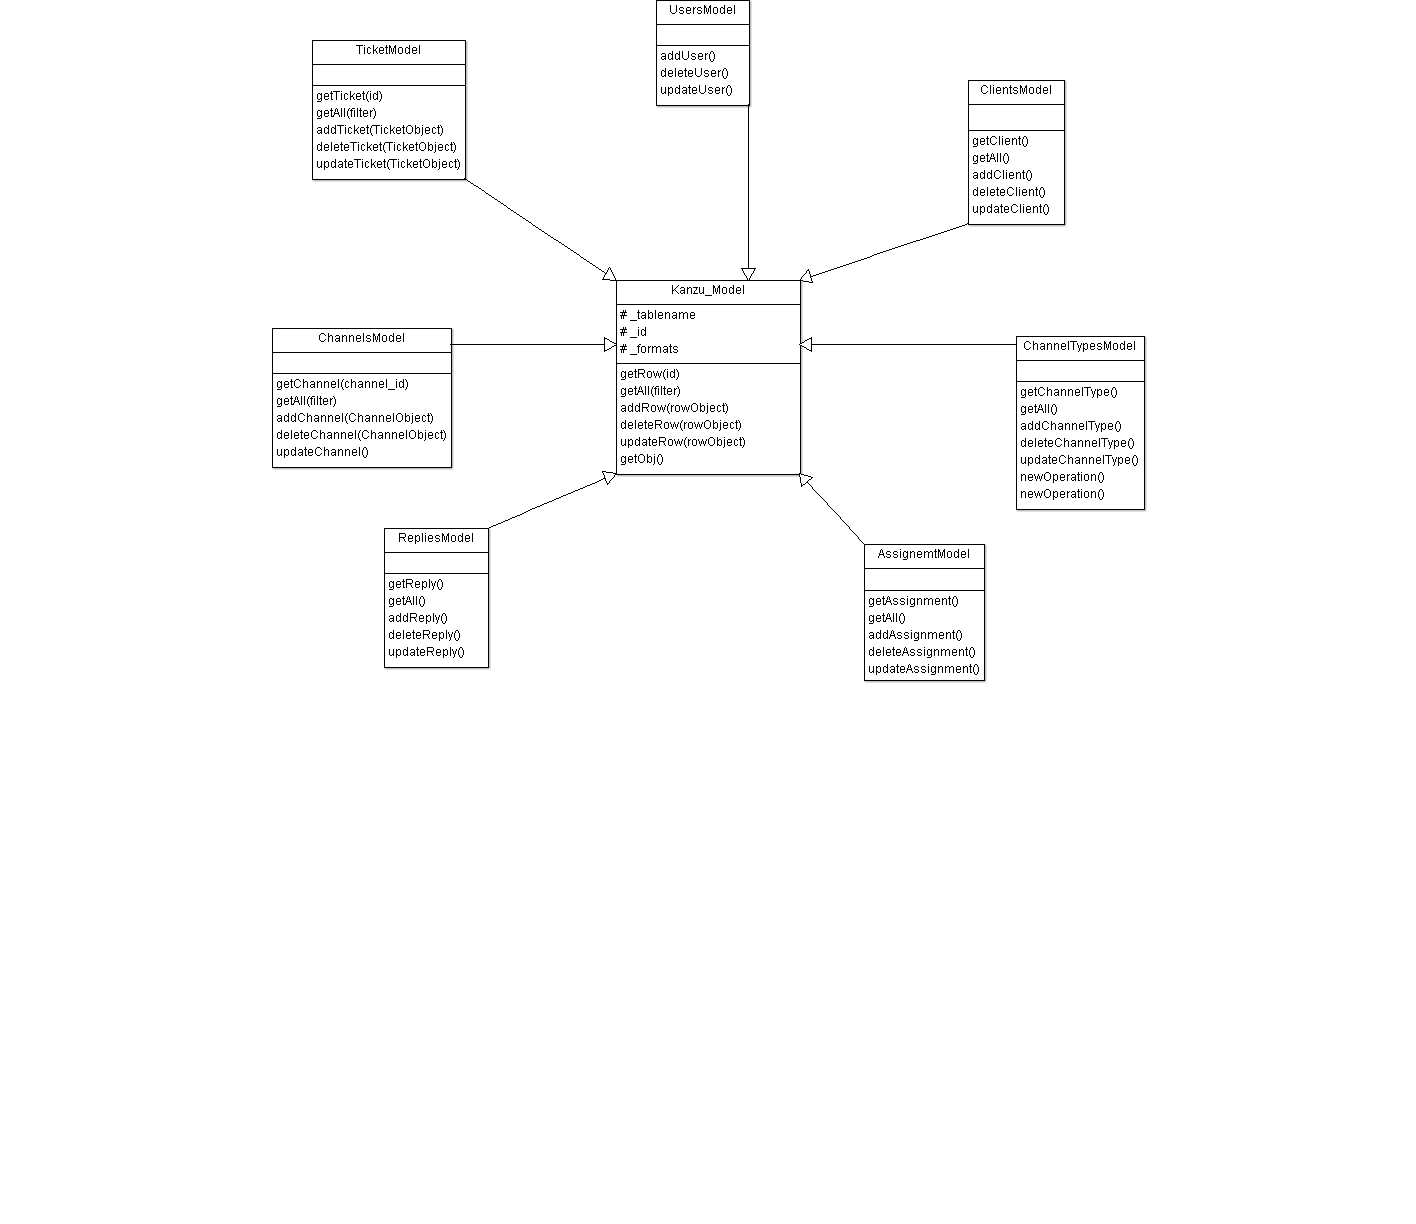 UsersModel
addUser()
deleteUser()
updateUser()
TicketModel
getTicket(id)
getAll(filter)
addTicket(TicketObject)
deleteTicket(TicketObject)
updateTicket(TicketObject)
ClientsModel
getClient()
getAll()
addClient()
deleteClient()
updateClient()
Kanzu_Model
# _tablename
# _id
# _formats
getRow(id)
getAll(filter)
addRow(rowObject)
deleteRow(rowObject)
updateRow(rowObject)
getObj()
ChannelsModel
getChannel(channel_id)
getAll(filter)
addChannel(ChannelObject)
deleteChannel(ChannelObject)
updateChannel()
ChannelTypesModel
getChannelType()
getAll()
addChannelType()
deleteChannelType()
updateChannelType()
newOperation()
newOperation()
RepliesModel
getReply()
getAll()
addReply()
deleteReply()
updateReply()
AssignemtModel
getAssignment()
getAll()
addAssignment()
deleteAssignment()
updateAssignment()